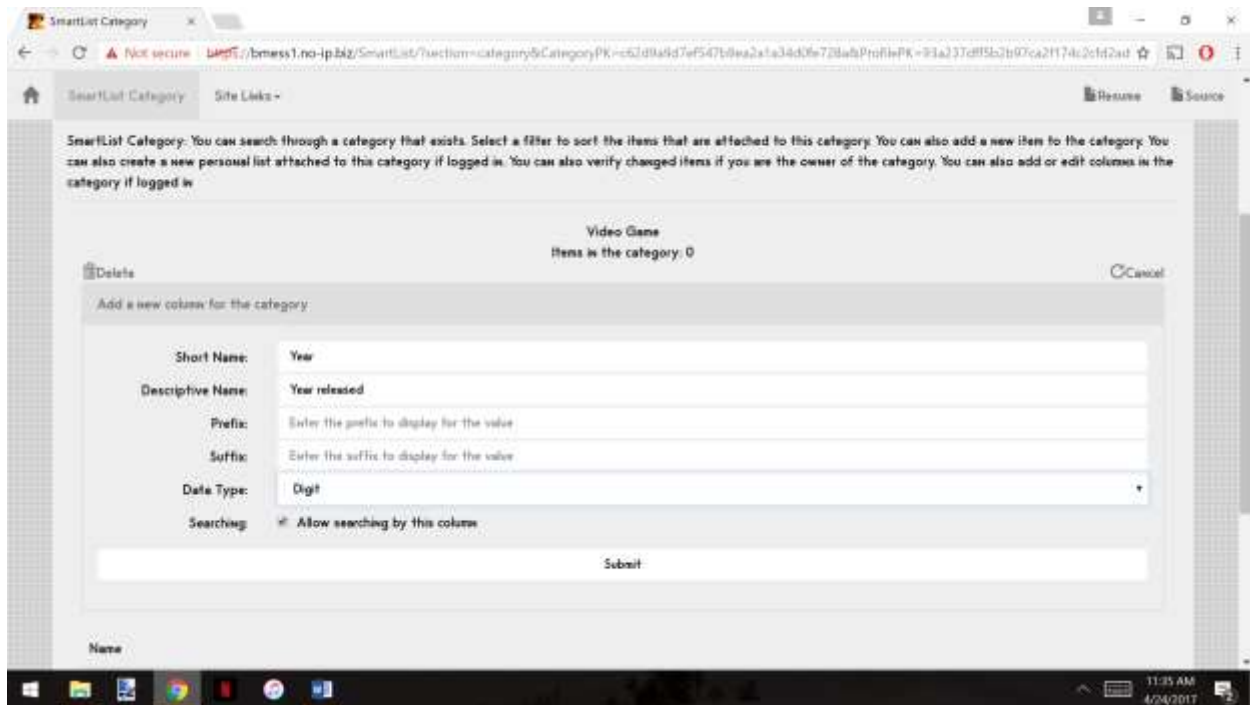 SmartList Category
Not secure https://bmess1.no-ip.biz/SmartList/?section=category&CategoryPK=
SmartList Category Site Links Resume Source
SmartList Category: You can search through a category that exists. Select a filter to sort the items that are attached to this category. You can also add a new item to the category. You
can also create a new personal list attached to this category if logged in. You can also verify changed items if you are the owner of the category. You can also add or edit columns in the
category if logged in
Video Game
Items in the category: 0
Delete Cancel
Add a new column for the category
Short Name: Year
Descriptive Name: Year released
Prefix: Enter the prefix to display for the value
Suffix: Enter the suffix to display for the value
Data Type: Digit
Searching: Allow searching by this column
Submit
Name
11:35 AM
4/24/2017